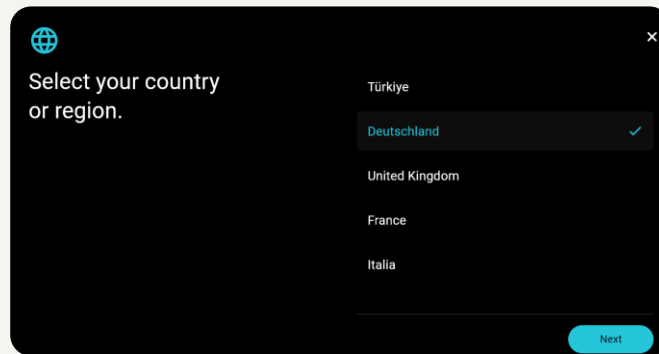 Select your country
or region.
Türkiye
Deutschland
United Kingdom
France
Italia
Next